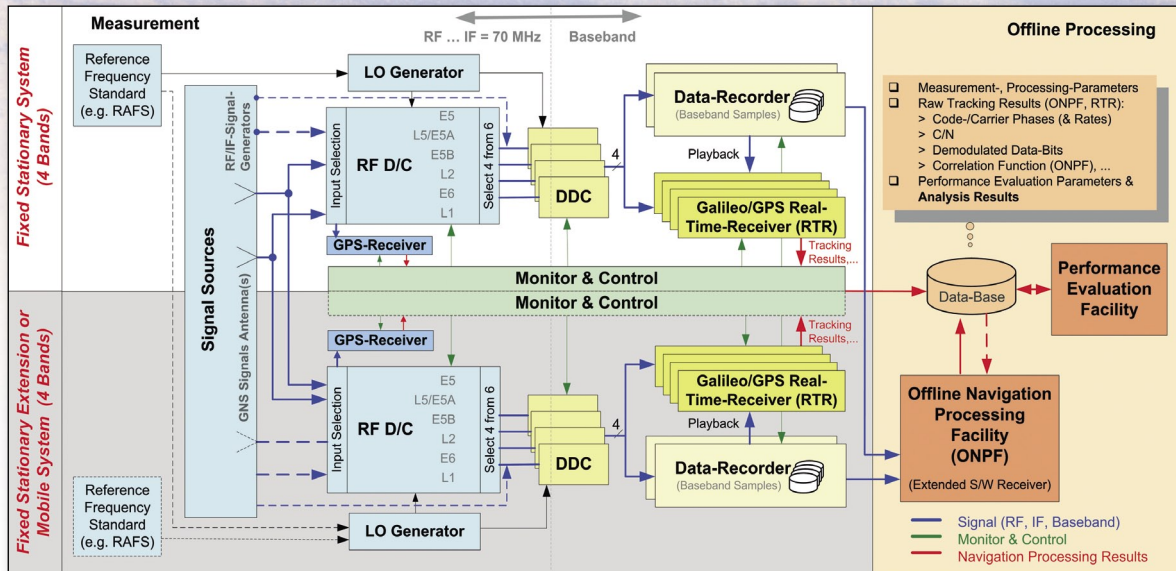 Measurement
RF ... IF = 70 MHz
Baseband
Offline Processing
Fixed Stationary System
(4 Bands)
Reference
Frequency
Standard
(e.g. RAFS)
LO Generator
RF/IF-Signal-
Generators
Signal Sources
GNS Signals Antenna(s)
Input Selection
RF D/C
E5
L5/E5A
E5B
L2
E6
L1
Select 4 from 6
DDC
4
Data-Recorder
(Baseband Samples)
Playback
Galileo/GPS Real-
Time-Receiver (RTR)
GPS-Receiver
Tracking
Results,...
Monitor & Control
Monitor & Control
Fixed Stationary Extension or
Mobile System (4 Bands)
GPS-Receiver
Tracking
Results,...
Input Selection
RF D/C
E5
L5/E5A
E5B
L2
E6
L1
Select 4 from 6
DDC
4
Galileo/GPS Real-
Time-Receiver (RTR)
Playback
Data-Recorder
(Baseband Samples)
Reference
Frequency
Standard
(e.g. RAFS)
LO Generator
Measurement-, Processing-Parameters
Raw Tracking Results (ONPF, RTR):
> Code-/Carrier Phases (& Rates)
> C/N
> Demodulated Data-Bits
> Correlation Function (ONPF), ...
Performance Evaluation Parameters &
Analysis Results
Data-Base
Performance
Evaluation
Facility
Offline Navigation
Processing
Facility
(ONPF)
(Extended S/W Receiver)
Signal (RF, IF, Baseband)
Monitor & Control
Navigation Processing Results